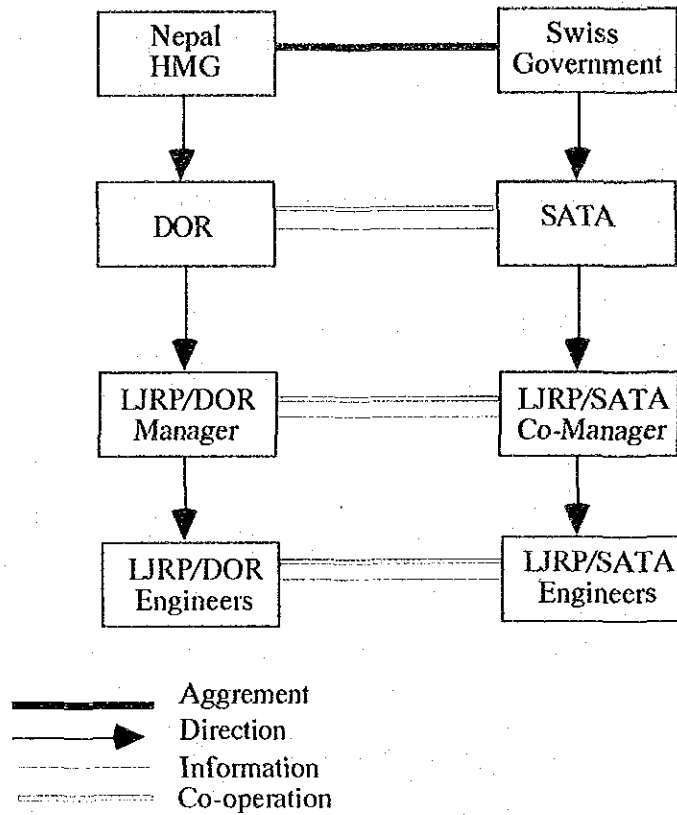 Nepal
HMG
Swiss
Government
DOR
SATA
LJRP/DOR
Manager
LJRP/SATA
Co-Manager
LJRP/DOR
Engineers
LJRP/SATA
Engineers
Aggrement
Direction
Information
Co-operation